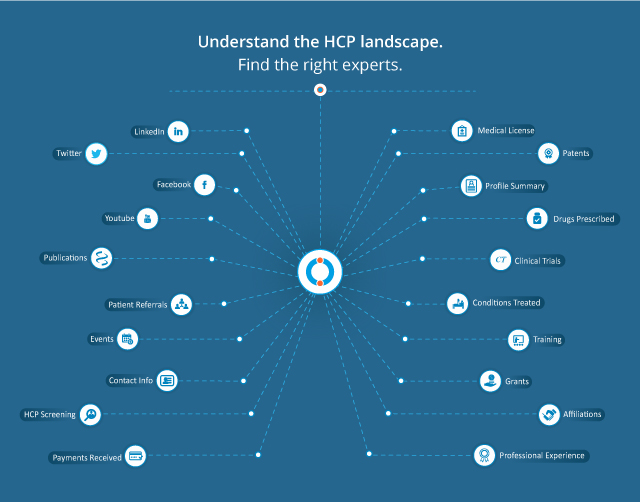 Understand the HCP landscape.
Find the right experts.
LinkedIn
in
Twitter
Facebook
f
Youtube
Publications
Patient Referrals
Events
Contact Info
HCP Screening
Payments Received
Medical License
Patents
Profile Summary
Drugs Prescribed
CT
Clinical Trials
Conditions Treated
Training
Grants
Affiliations
Professional Experience